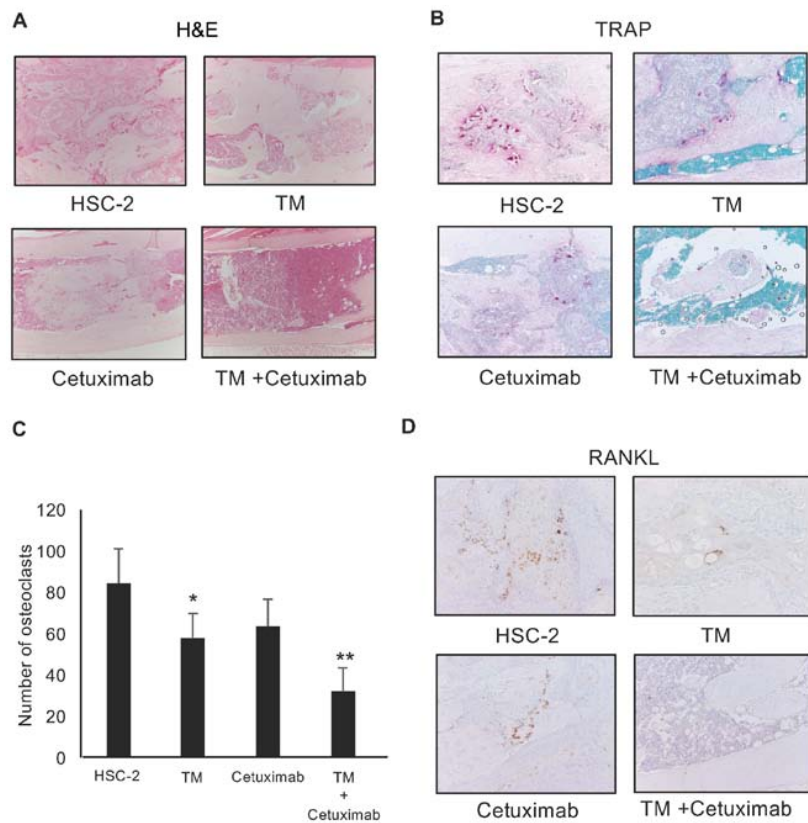 A
H&E
HSC-2
TM
Cetuximab
TM +Cetuximab
B
TRAP
HSC-2
TM
Cetuximab
TM +Cetuximab
C
Number of osteoclasts
120
100
80
60
40
20
0
*
**
HSC-2
TM
Cetuximab
TM
+
Cetuximab
D
RANKL
HSC-2
TM
Cetuximab
TM +Cetuximab